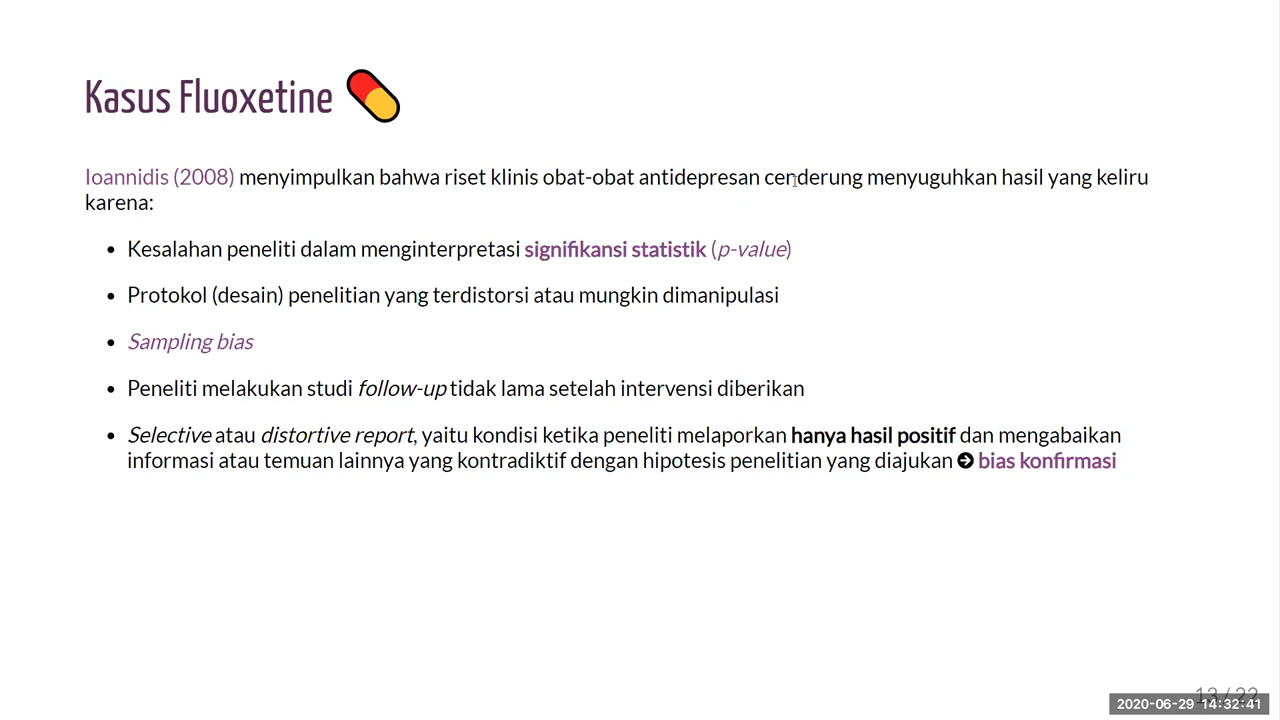 Kasus Fluoxetine
Ioannidis (2008) menyimpulkan bahwa riset klinis obat-obat antidepresan cenderung menyuguhkan hasil yang keliru
karena:
• Kesalahan peneliti dalam menginterpretasi signifikansi statistik (p-value)
• Protokol (desain) penelitian yang terdistorsi atau mungkin dimanipulasi
• Sampling bias
• Peneliti melakukan studi follow-up tidak lama setelah intervensi diberikan
• Selective atau distortive report, yaitu kondisi ketika peneliti melaporkan hanya hasil positif dan mengabaikan
informasi atau temuan lainnya yang kontradiktif dengan hipotesis penelitian yang diajukan ➔ bias konfirmasi
13 / 22
2020-06-29 14:32:41